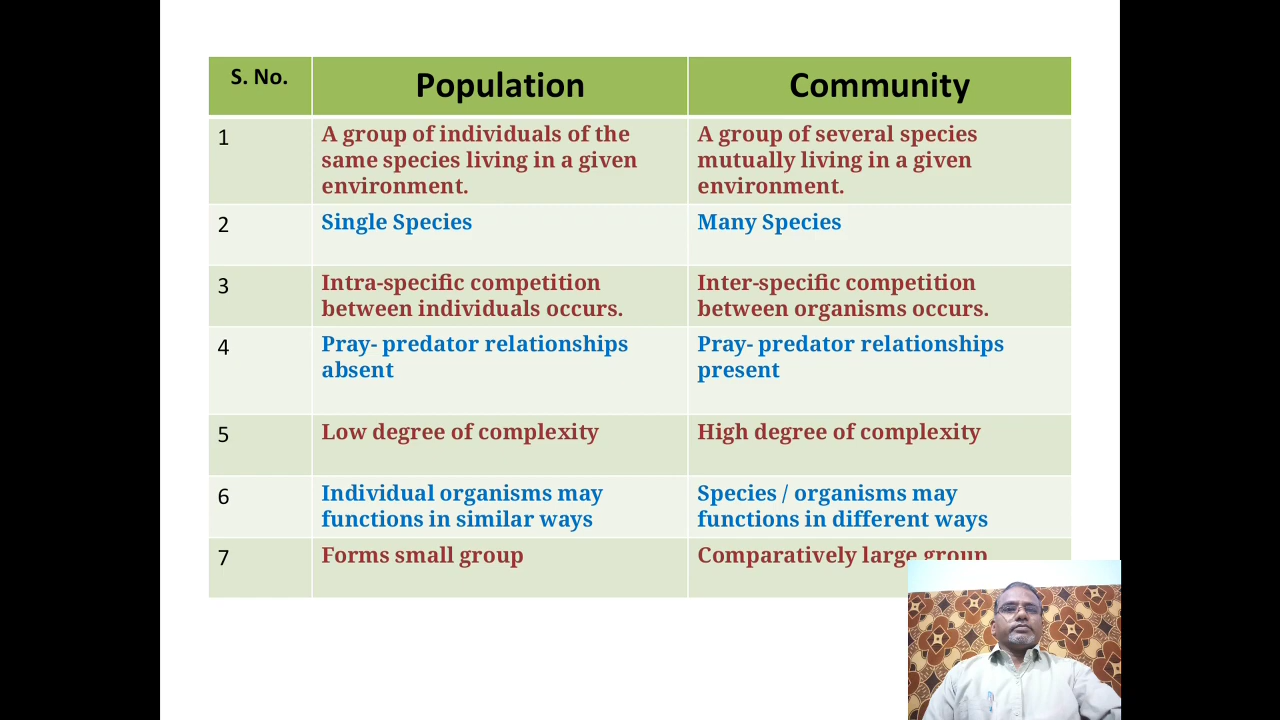 S. No. Population Community
1 A group of individuals of the A group of several species
same species living in a given mutually living in a given
environment. environment.
2 Single Species Many Species
3 Intra-specific competition Inter-specific competition
between individuals occurs. between organisms occurs.
4 Pray- predator relationships Pray- predator relationships
absent present
5 Low degree of complexity High degree of complexity
6 Individual organisms may Species / organisms may
functions in similar ways functions in different ways
7 Forms small group Comparatively large group